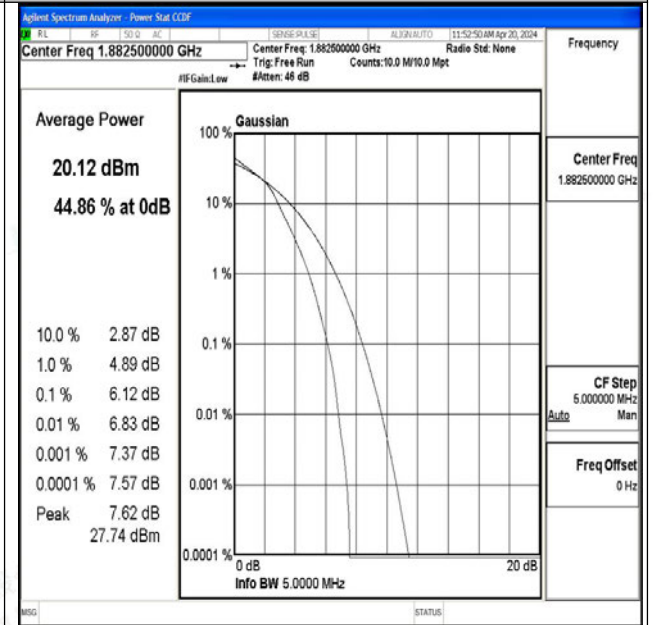 Agilent Spectrum Analyzer - Power Stat CCDF
RL RF 50 Ω AC SENSE:PULSE ALIGN AUTO 11:52:50 AM Apr 20, 2024
Center Freq 1.882500000 GHz
Center Freq: 1.882500000 GHz Radio Std: None
Trig: Free Run Counts:10.0 M/10.0 Mpt
#IFGain:Low #Atten: 46 dB
Frequency
Average Power
20.12 dBm
44.86 % at 0dB
10.0 % 2.87 dB
1.0 % 4.89 dB
0.1 % 6.12 dB
0.01 % 6.83 dB
0.001 % 7.37 dB
0.0001 % 7.57 dB
Peak 7.62 dB
27.74 dBm
Gaussian
100 %
10 %
1 %
0.1 %
0.01 %
0.001 %
0.0001 %
0 dB 20 dB
Info BW 5.0000 MHz
Center Freq
1.882500000 GHz
CF Step
5.000000 MHz
Auto Man
Freq Offset
0 Hz
MSG STATUS